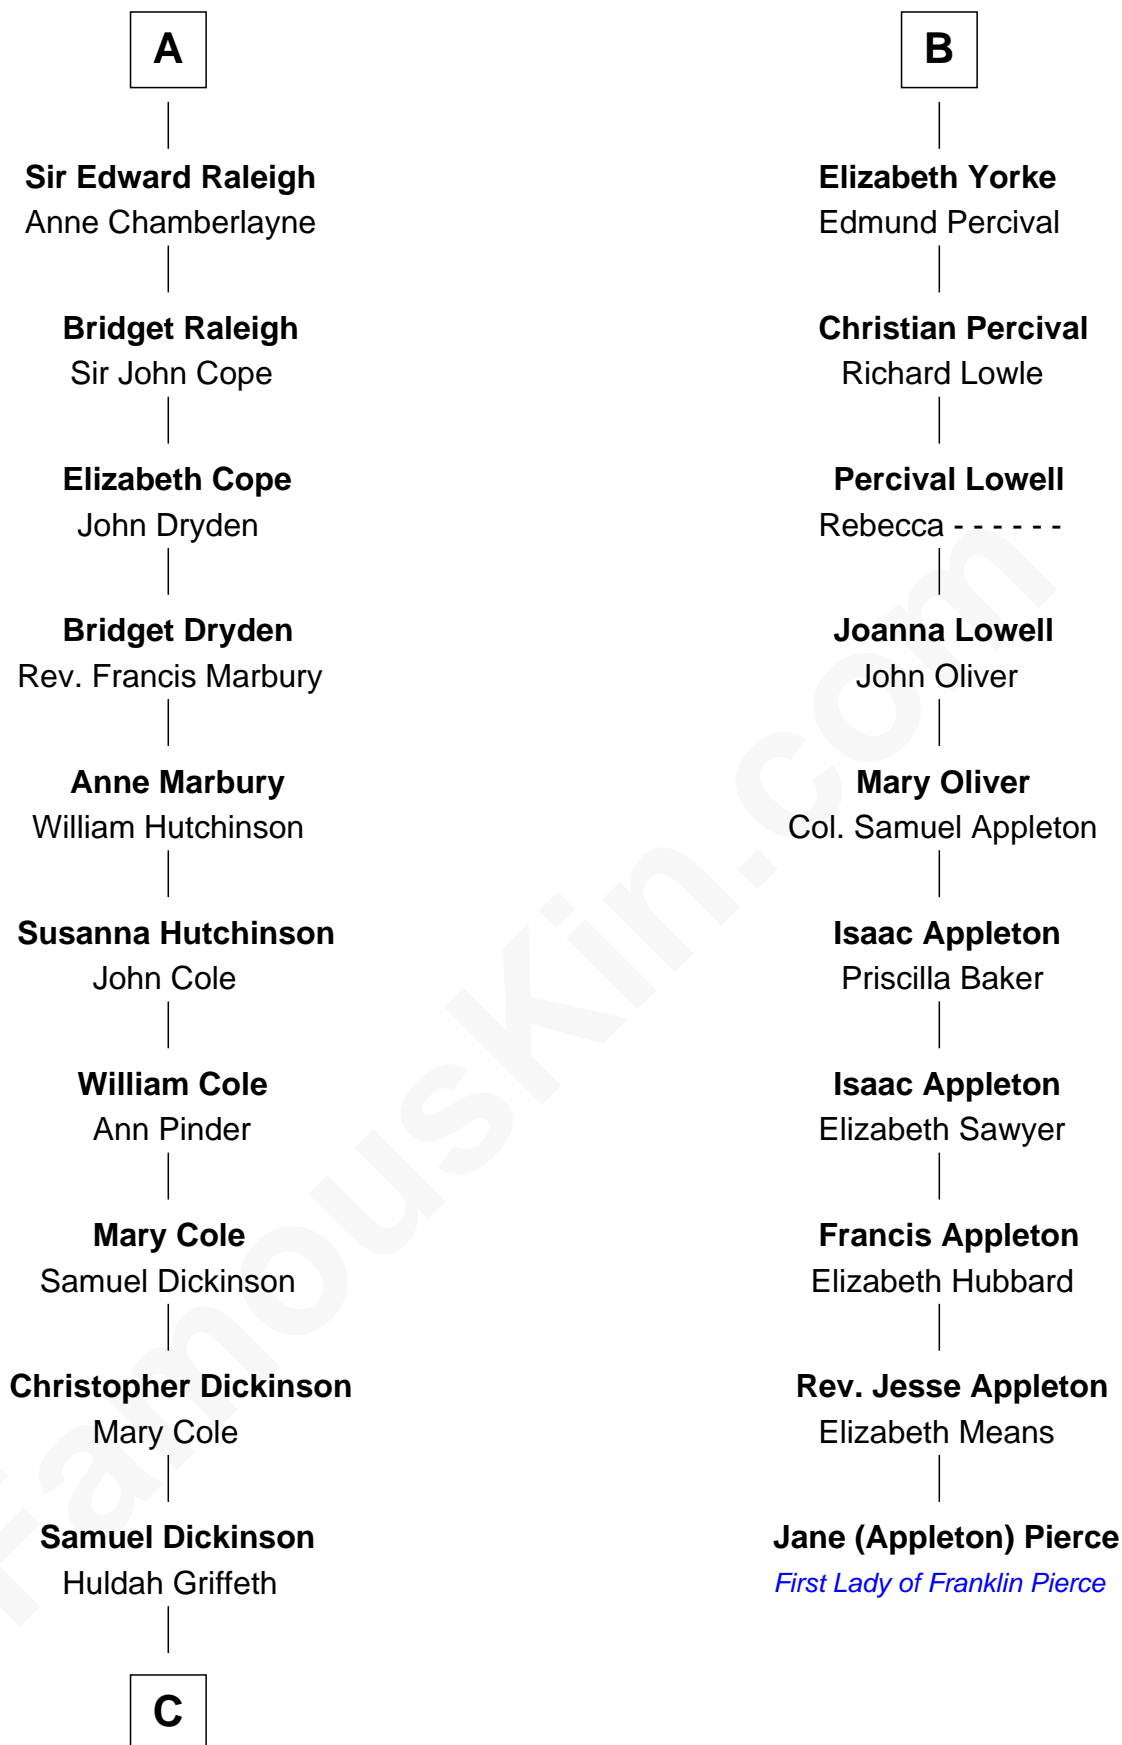 A
Sir Edward Raleigh
Anne Chamberlayne
Bridget Raleigh
Sir John Cope
Elizabeth Cope
John Dryden
Bridget Dryden
Rev. Francis Marbury
Anne Marbury
William Hutchinson
Susanna Hutchinson
John Cole
William Cole
Ann Pinder
Mary Cole
Samuel Dickinson
Christopher Dickinson
Mary Cole
Samuel Dickinson
Huldah Griffeth
C
B
Elizabeth Yorke
Edmund Percival
Christian Percival
Richard Lowle
Percival Lowell
Rebecca - - - - - -
Joanna Lowell
John Oliver
Mary Oliver
Col. Samuel Appleton
Isaac Appleton
Priscilla Baker
Isaac Appleton
Elizabeth Sawyer
Francis Appleton
Elizabeth Hubbard
Rev. Jesse Appleton
Elizabeth Means
Jane (Appleton) Pierce
First Lady of Franklin Pierce
FamousKin.com